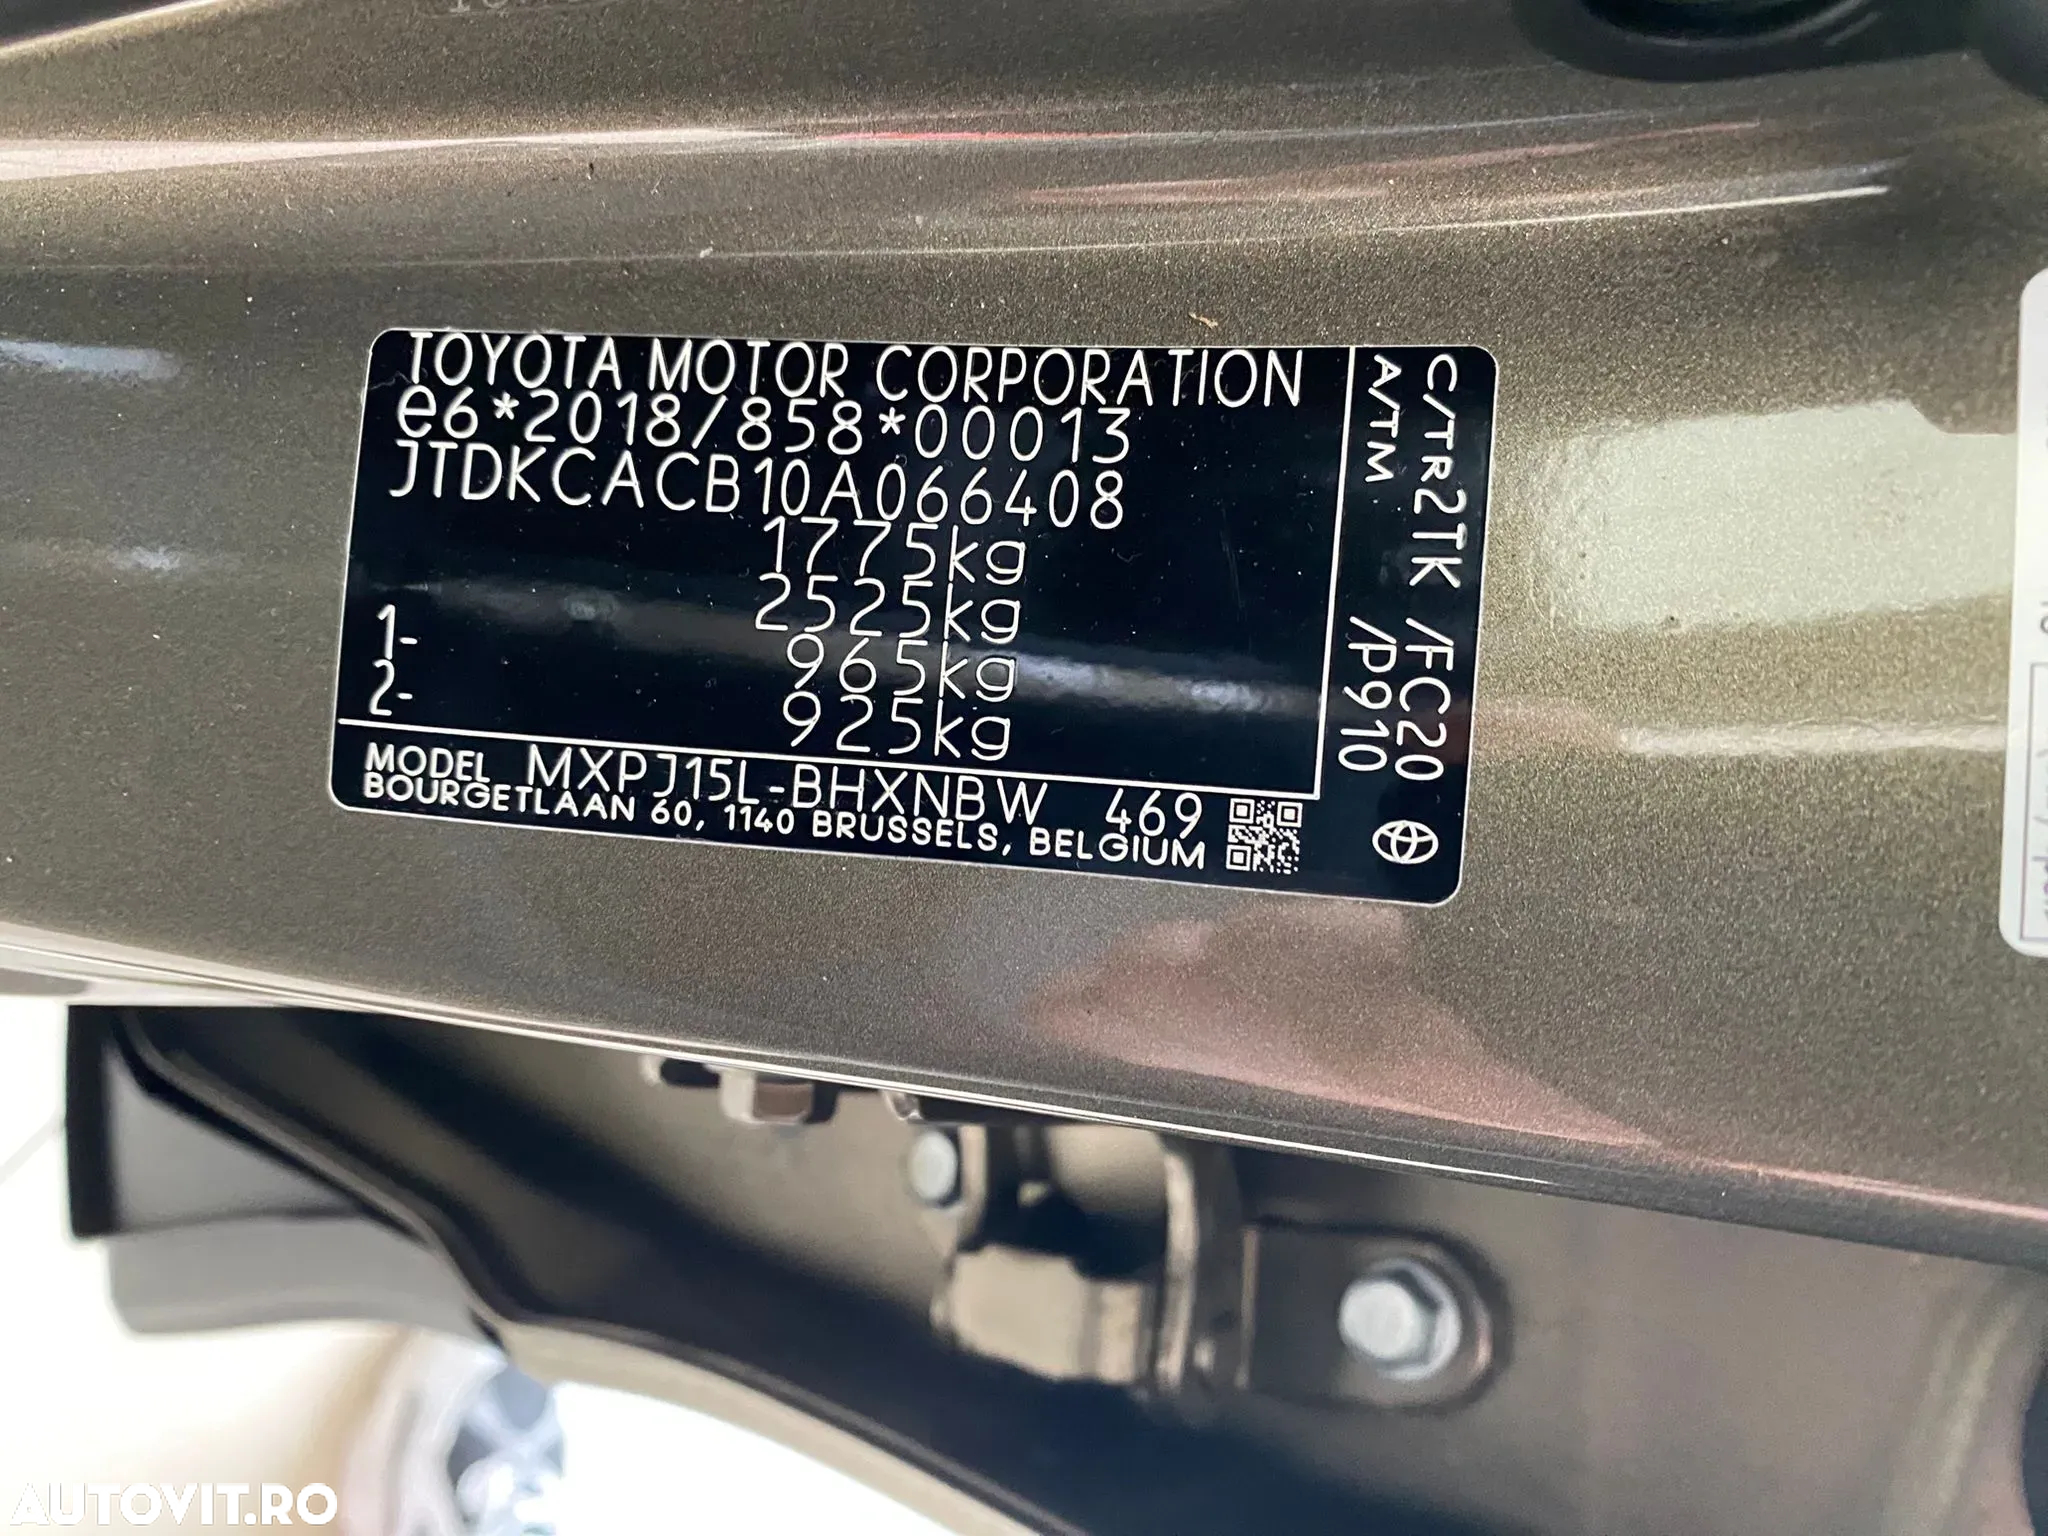 TOYOTA MOTOR CORPORATION
e6*2018/858*00013
JTDKCACB10A066408
1775kg
2525kg
1- 965kg
2- 925kg
MODEL MXPJ15L-BHXNBW 469
BOURGETLAAN 60, 1140 BRUSSELS, BELGIUM
C/TR2TK /FC20
A/TM /P910
AUTOVIT.RO